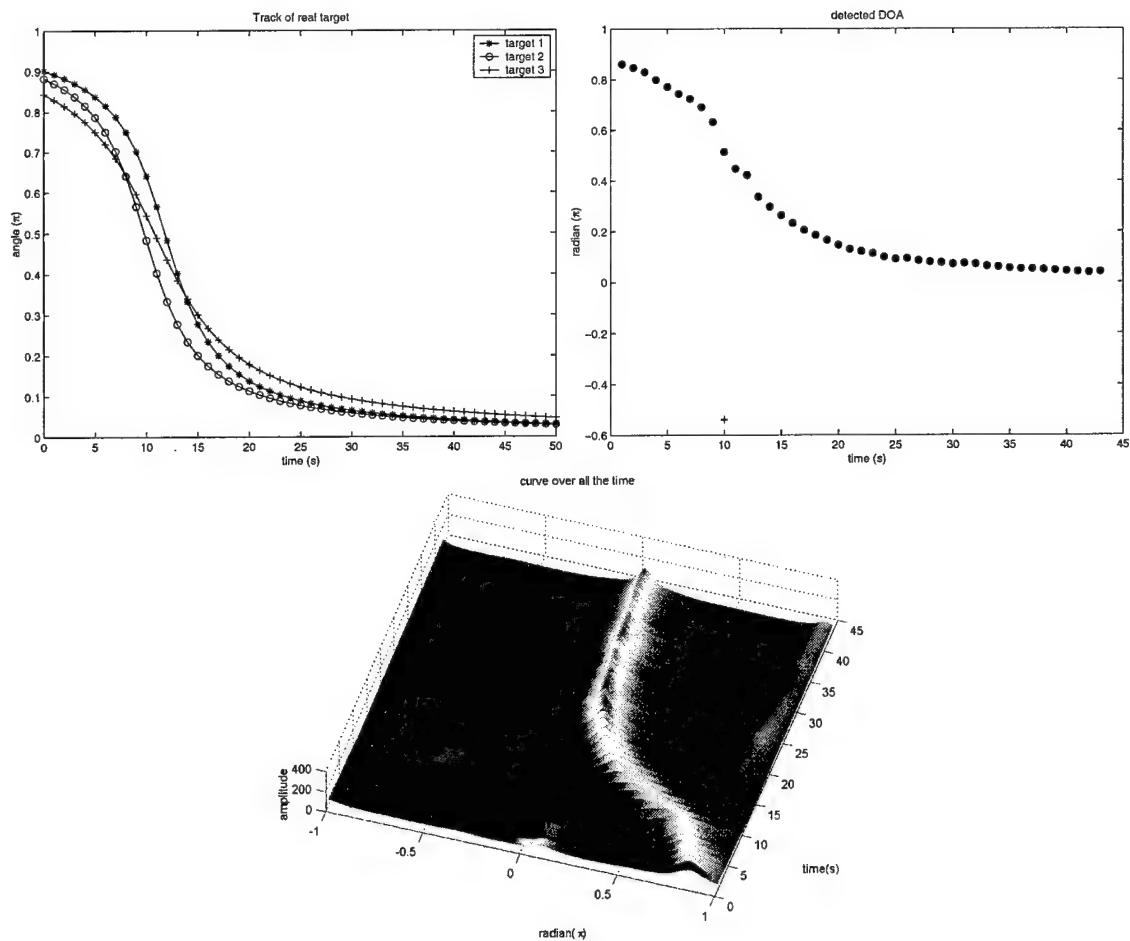 Track of real target
target 1
target 2
target 3
1
0.9
0.8
0.7
0.6
0.5
0.4
0.3
0.2
0.1
0
angle (π)
0 5 10 15 20 25 30 35 40 45 50
time (s)
detected DOA
1
0.8
0.6
0.4
0.2
0
−0.2
−0.4
−0.6
radian (π)
0 5 10 15 20 25 30 35 40 45
time (s)
curve over all the time
400
200
0
amplitude
-1 -0.5 0 0.5 1
radian( π)
45
40
35
30
25
20
15
10
5
0
time(s)